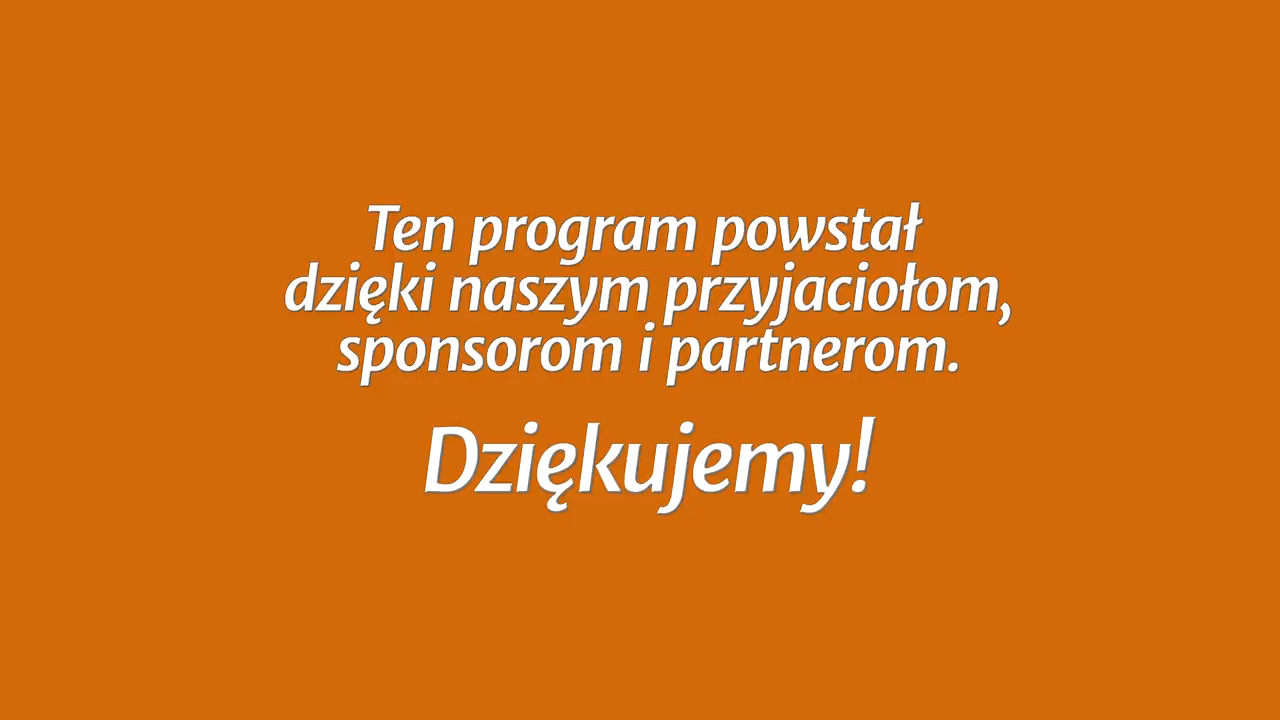 Ten program powstał
dzięki naszym przyjaciołom,
sponsorom i partnerom.
Dziękujemy!